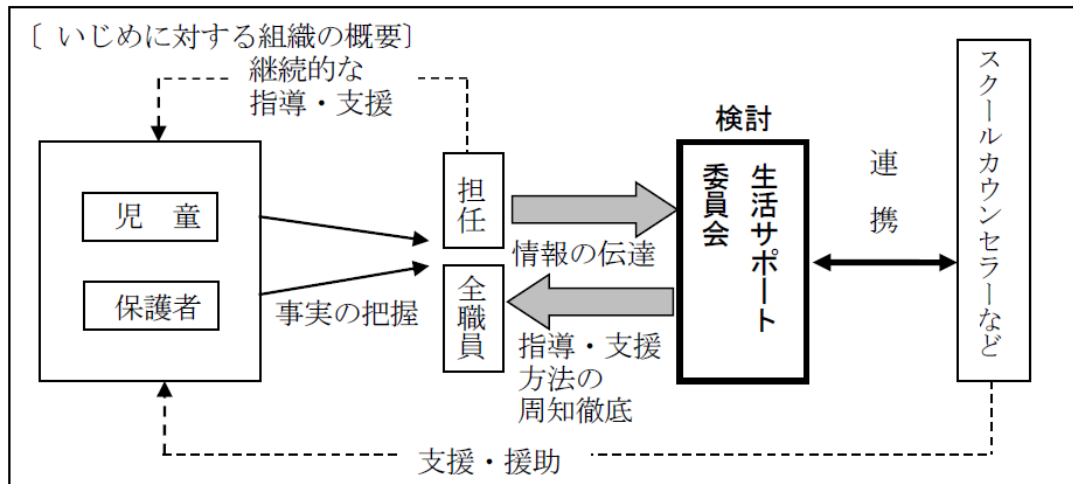 〔 いじめに対する組織の概要〕
継続的な
指導・支援
児　童
保護者
事実の把握
担任
全職員
情報の伝達
指導・支援
方法の
周知徹底
検討
生活サポート
委員会
連携
スクールカウンセラーなど
支援・援助